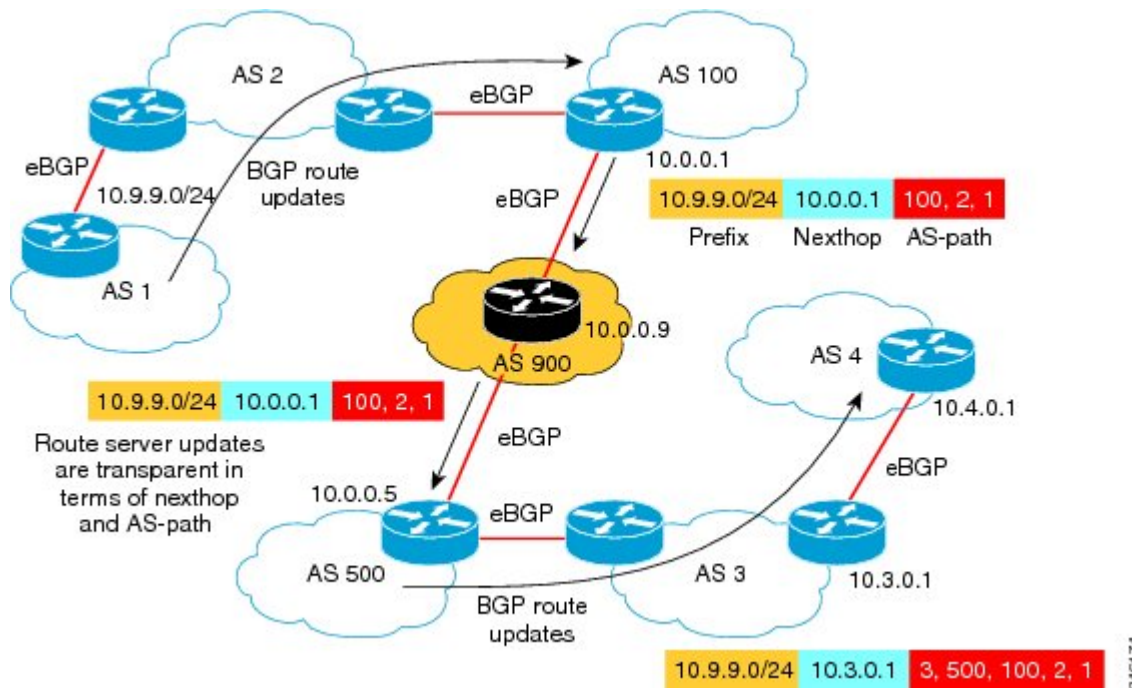 AS 2
AS 100
eBGP
eBGP
10.9.9.0/24
BGP route
updates
10.0.0.1
eBGP
10.9.9.0/24 10.0.0.1 100, 2, 1
Prefix Nexthop AS-path
AS 1
10.0.0.9
AS 900
AS 4
10.4.0.1
10.9.9.0/24 10.0.0.1 100, 2, 1
Route server updates
are transparent in
terms of nexthop
and AS-path
eBGP
eBGP
10.0.0.5
eBGP
AS 500
AS 3
10.3.0.1
BGP route
updates
10.9.9.0/24 10.3.0.1 3, 500, 100, 2, 1